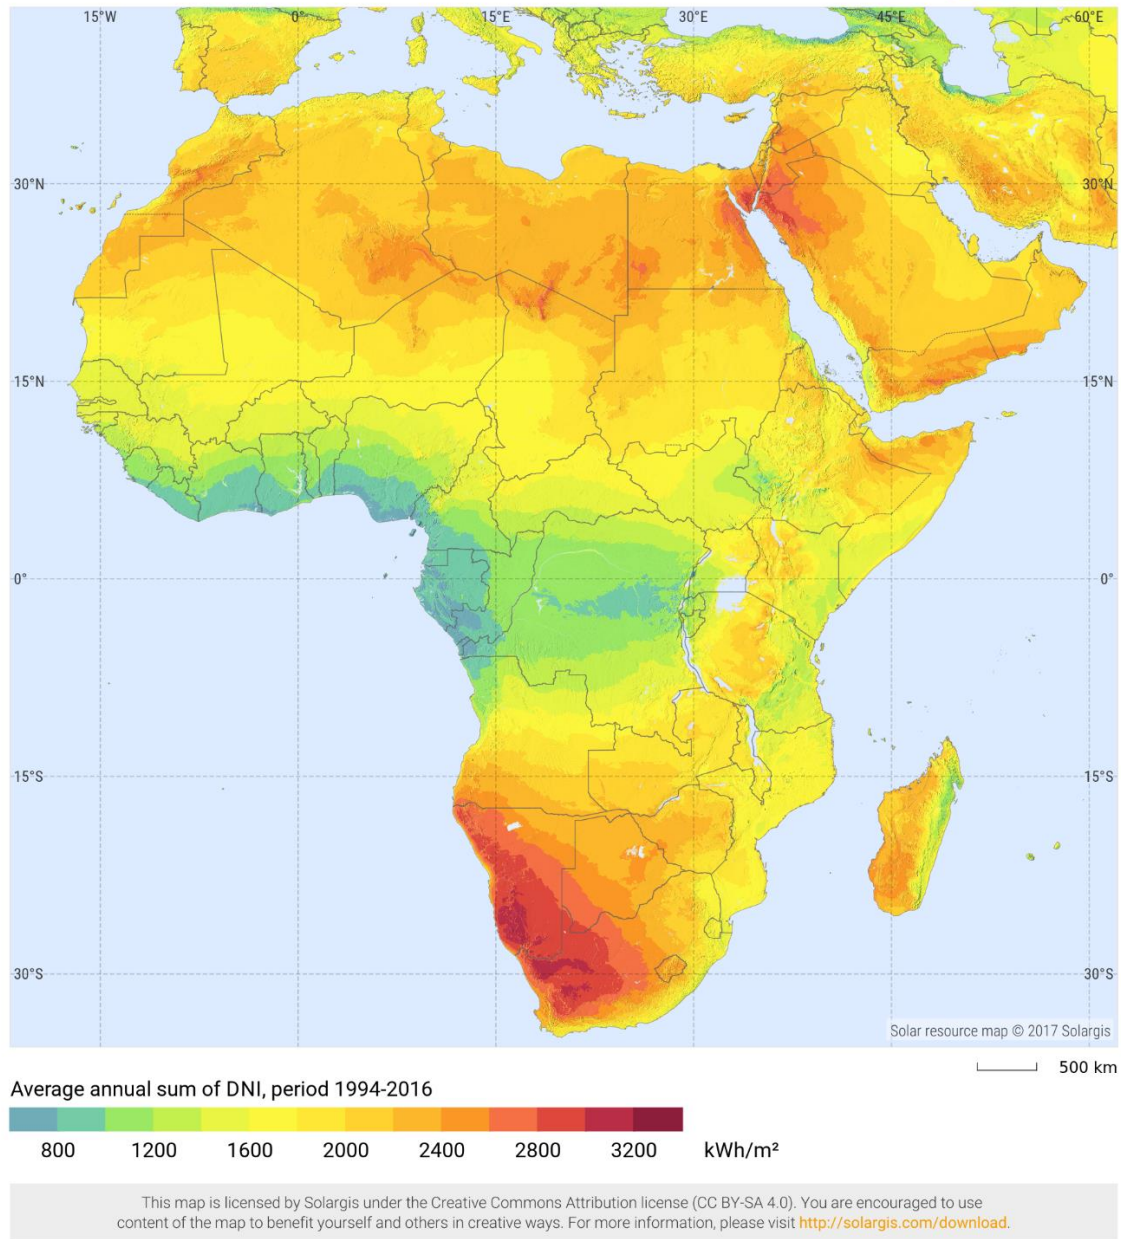 15°W 0° 15°E 30°E 45°E 60°E
30°N 30°N
15°N 15°N
0° 0°
15°S 15°S
30°S 30°S
Solar resource map © 2017 Solargis
500 km
Average annual sum of DNI, period 1994-2016
800 1200 1600 2000 2400 2800 3200 kWh/m²
This map is licensed by Solargis under the Creative Commons Attribution license (CC BY-SA 4.0). You are encouraged to use
content of the map to benefit yourself and others in creative ways. For more information, please visit http://solargis.com/download.